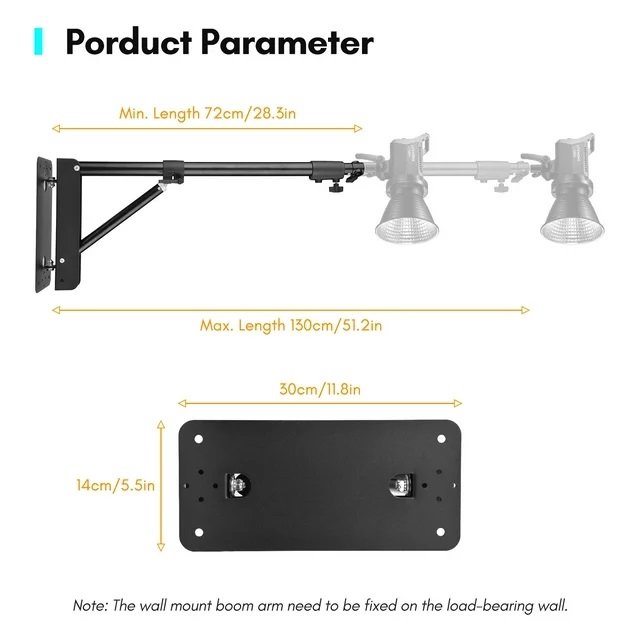 Porduct Parameter
Min. Length 72cm/28.3in
Max. Length 130cm/51.2in
30cm/11.8in
14cm/5.5in
Note: The wall mount boom arm need to be fixed on the load-bearing wall.